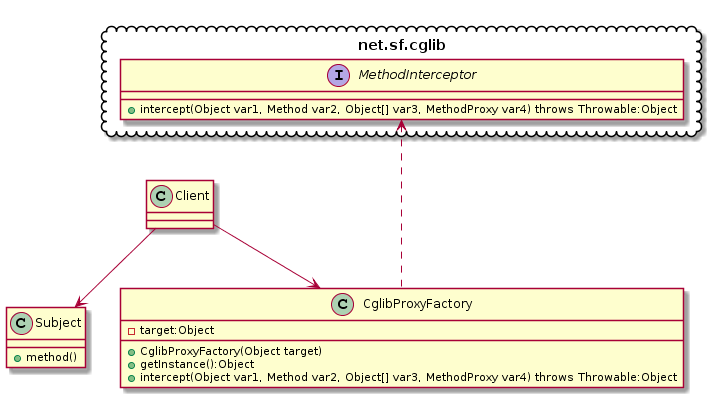 net.sf.cglib
I MethodInterceptor
intercept(Object var1, Method var2, Object[] var3, MethodProxy var4) throws Throwable:Object
C Client
C Subject
method()
C CglibProxyFactory
target:Object
CglibProxyFactory(Object target)
getInstance():Object
intercept(Object var1, Method var2, Object[] var3, MethodProxy var4) throws Throwable:Object